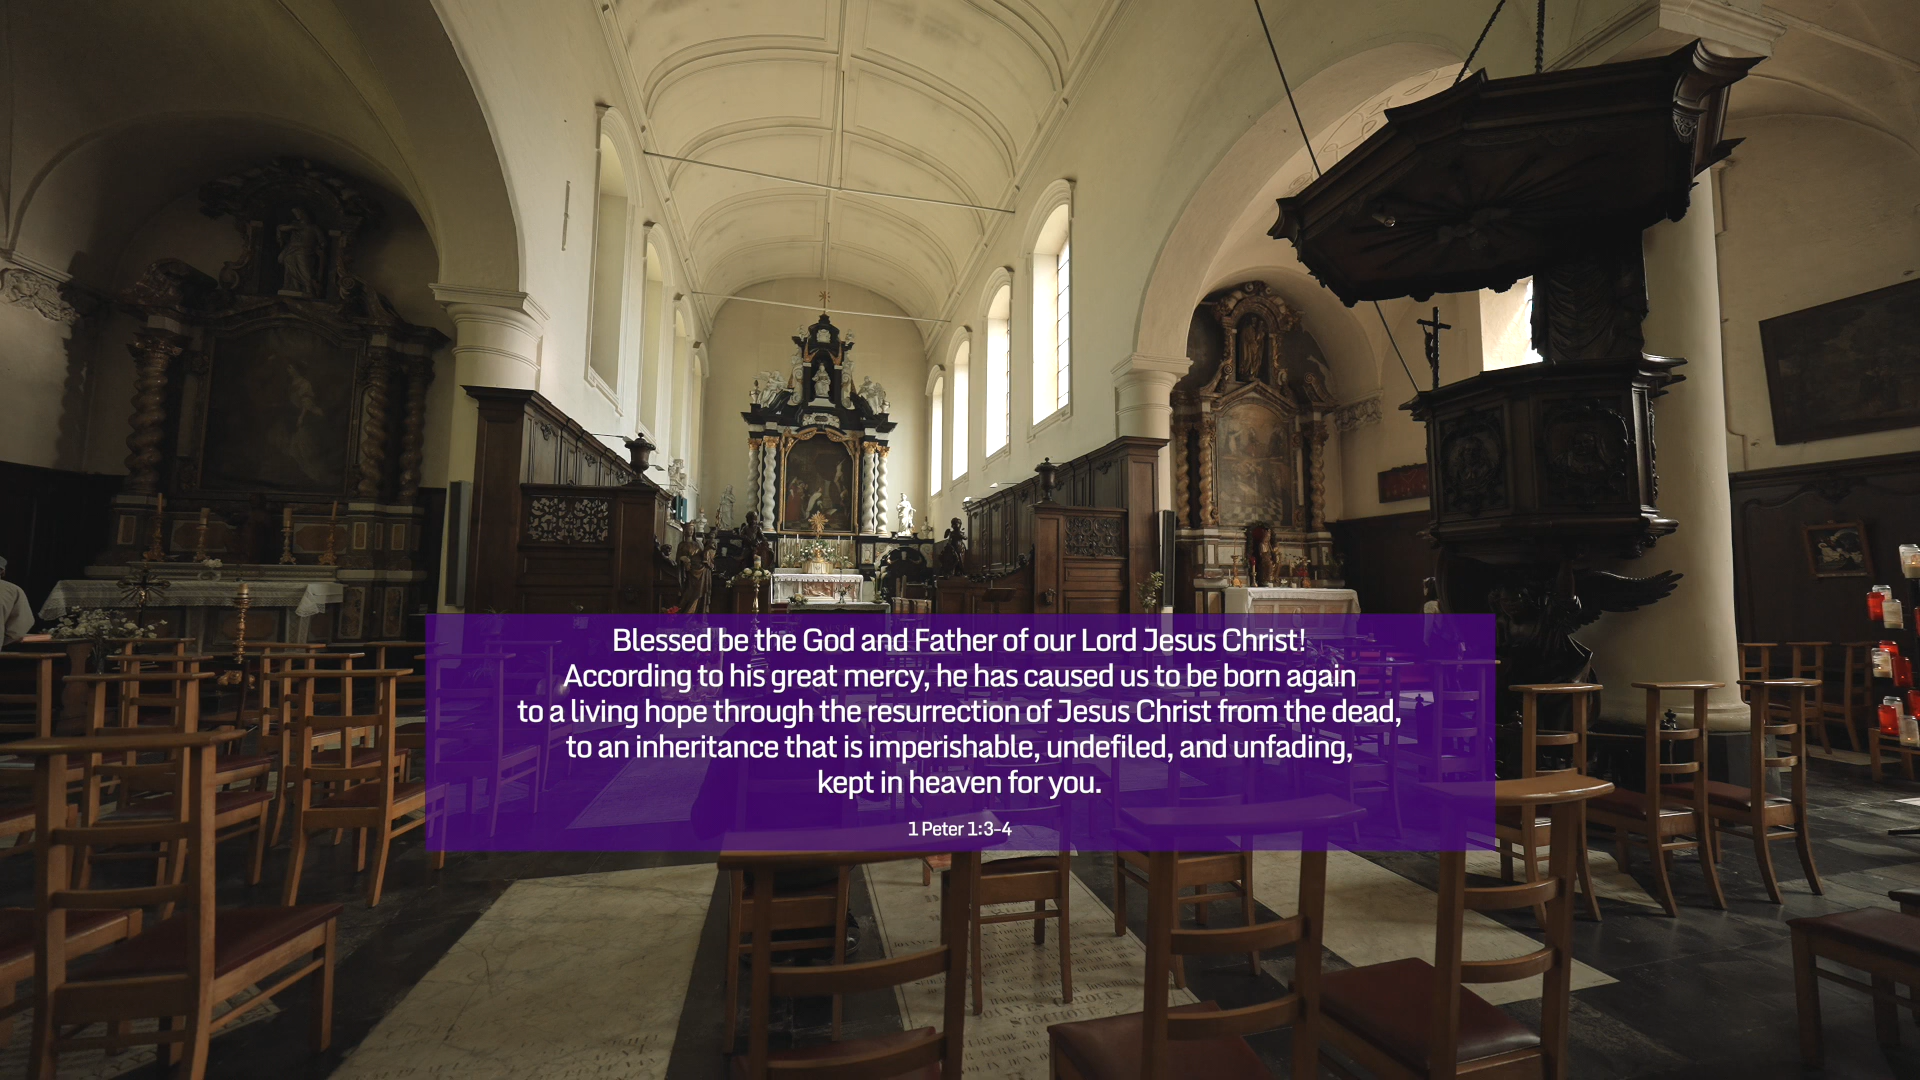 Blessed be the God and Father of our Lord Jesus Christ!
According to his great mercy, he has caused us to be born again
to a living hope through the resurrection of Jesus Christ from the dead,
to an inheritance that is imperishable, undefiled, and unfading,
kept in heaven for you.
1 Peter 1:3-4